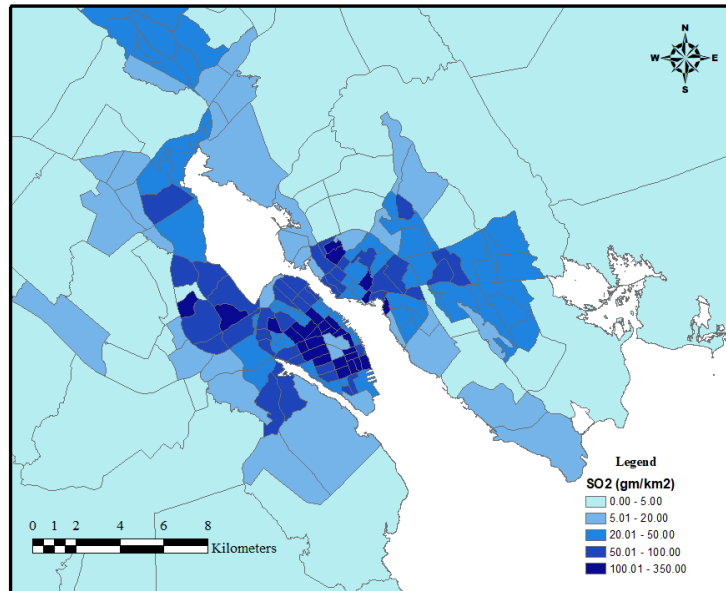 N
W E
S
Legend
SO2 (gm/km2)
0.00 - 5.00
5.01 - 20.00
20.01 - 50.00
50.01 - 100.00
100.01 - 350.00
0 1 2 4 6 8
Kilometers